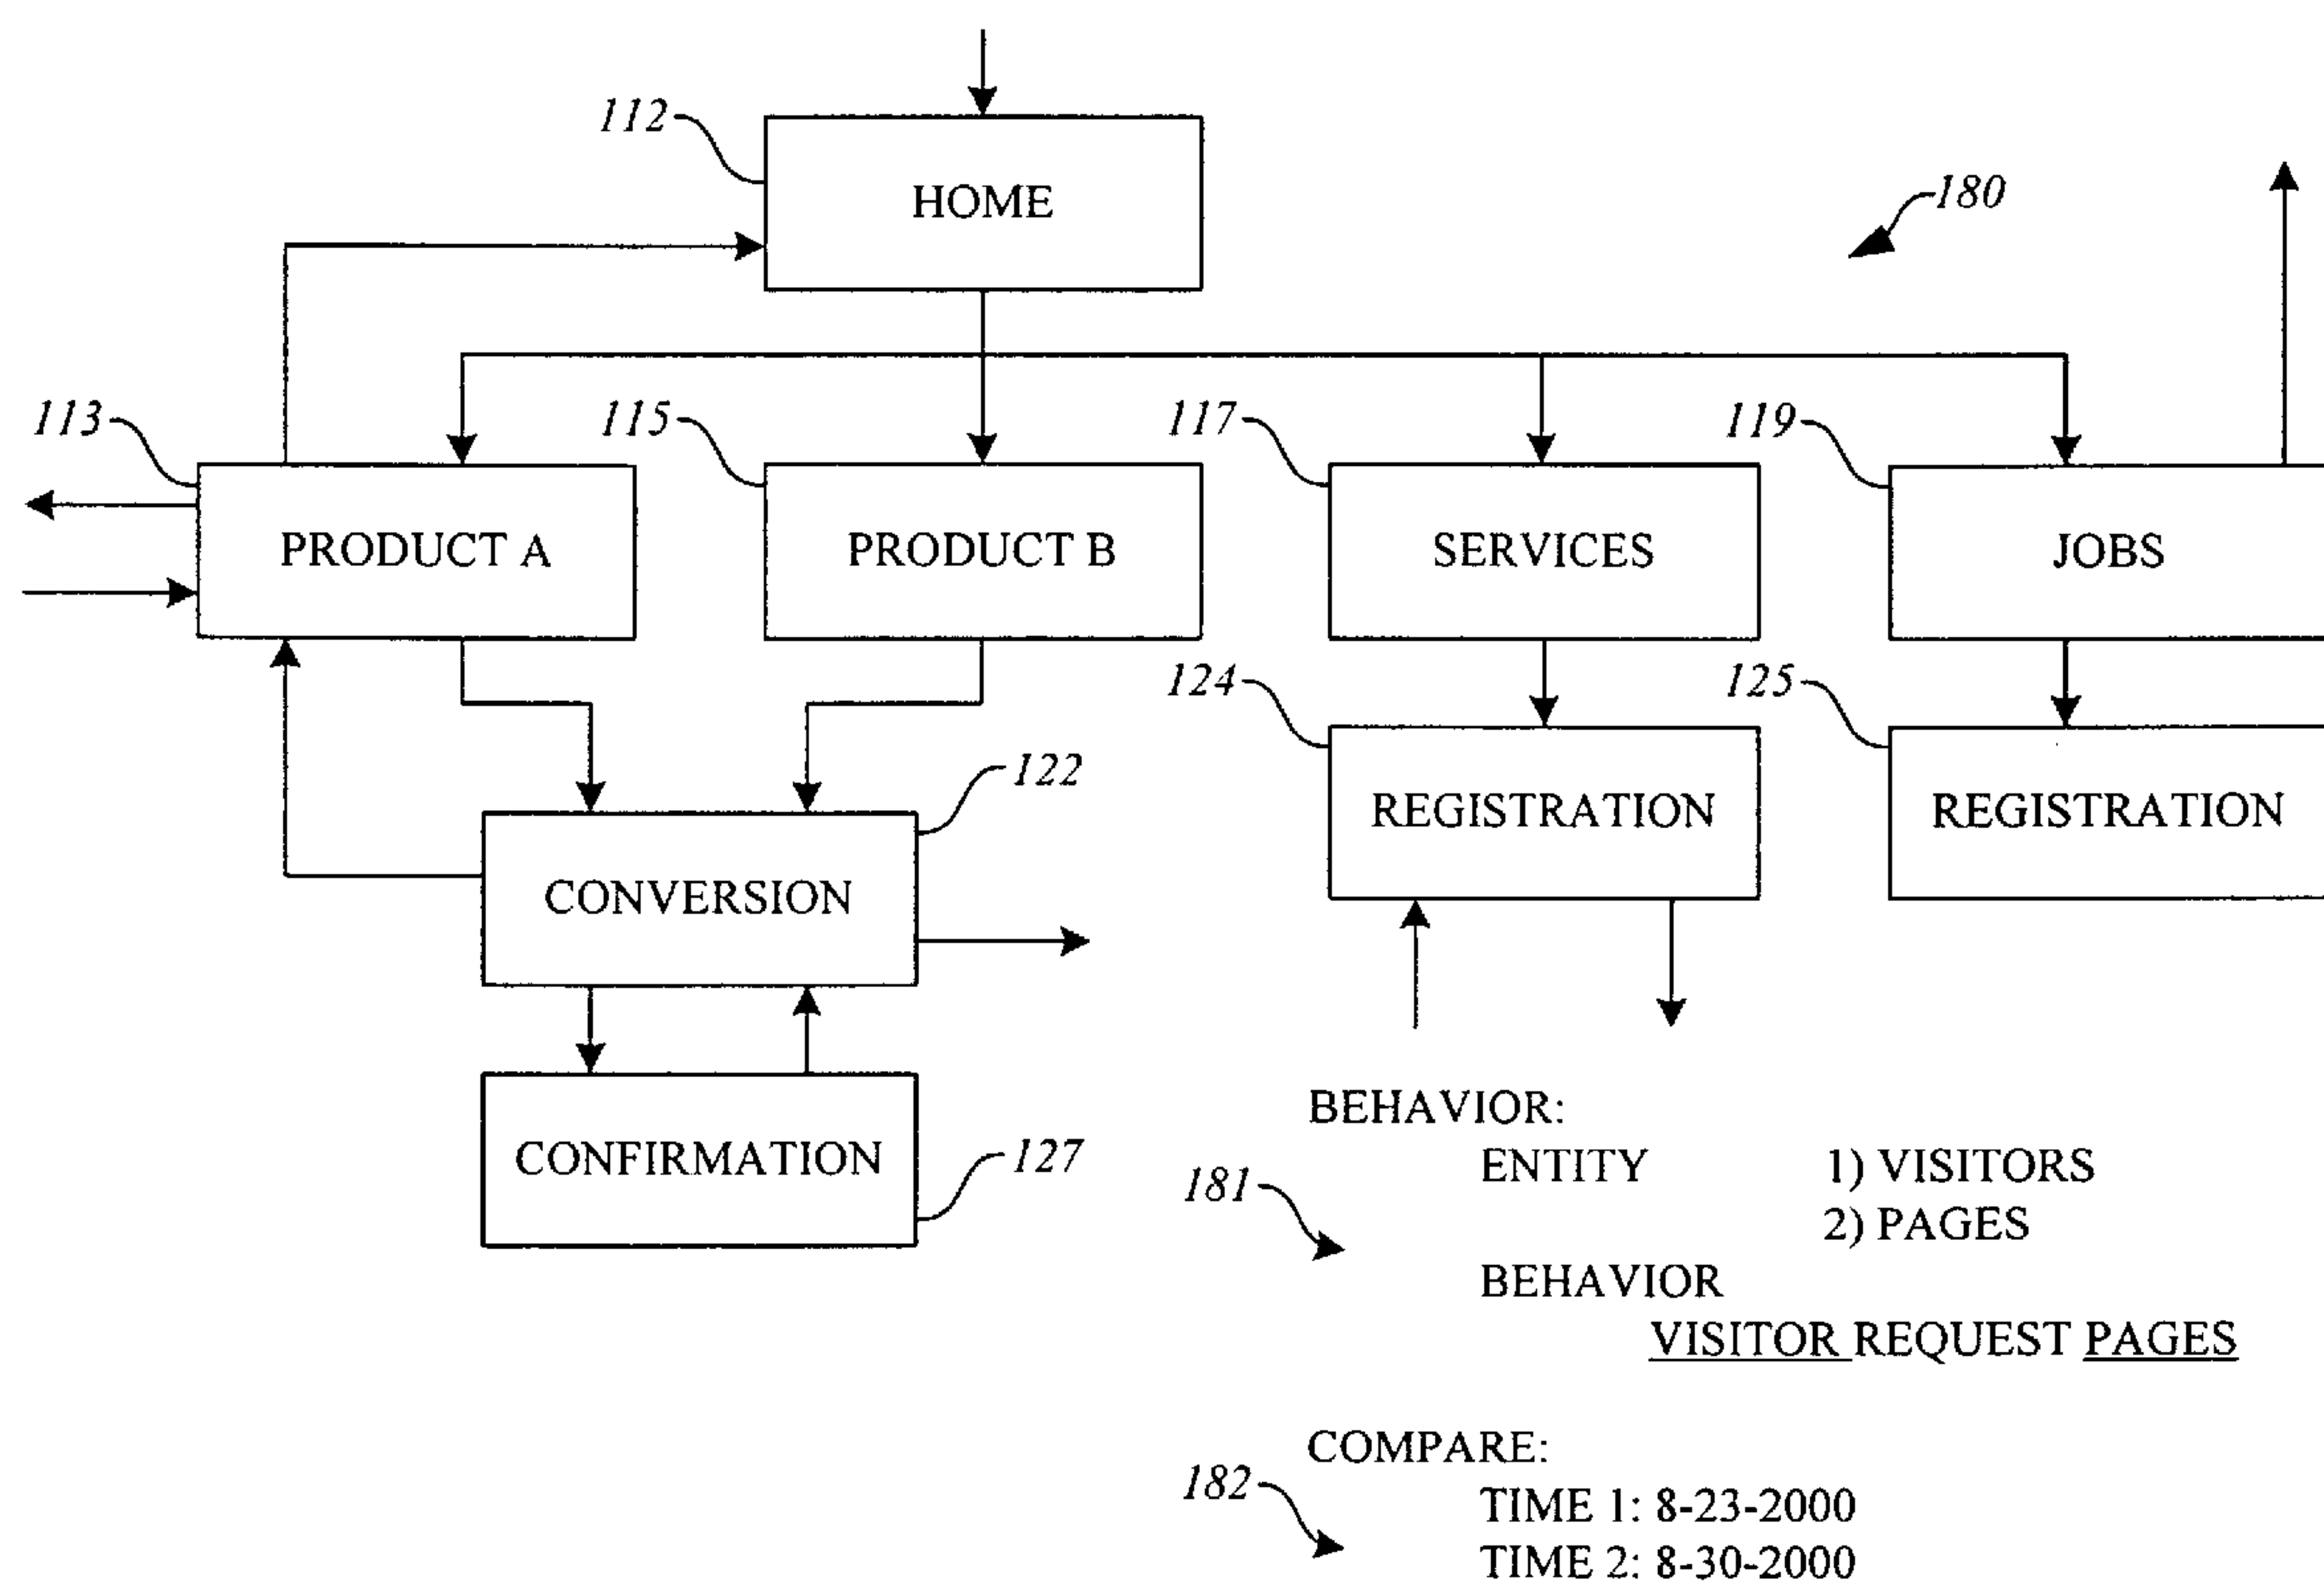 112
HOME
180
113
115
117
119
PRODUCT A
PRODUCT B
SERVICES
JOBS
124
125
122
REGISTRATION
REGISTRATION
CONVERSION
BEHAVIOR:
CONFIRMATION
127
181
ENTITY 1) VISITORS
2) PAGES
BEHAVIOR
VISITOR REQUEST PAGES
COMPARE:
182
TIME 1: 8-23-2000
TIME 2: 8-30-2000